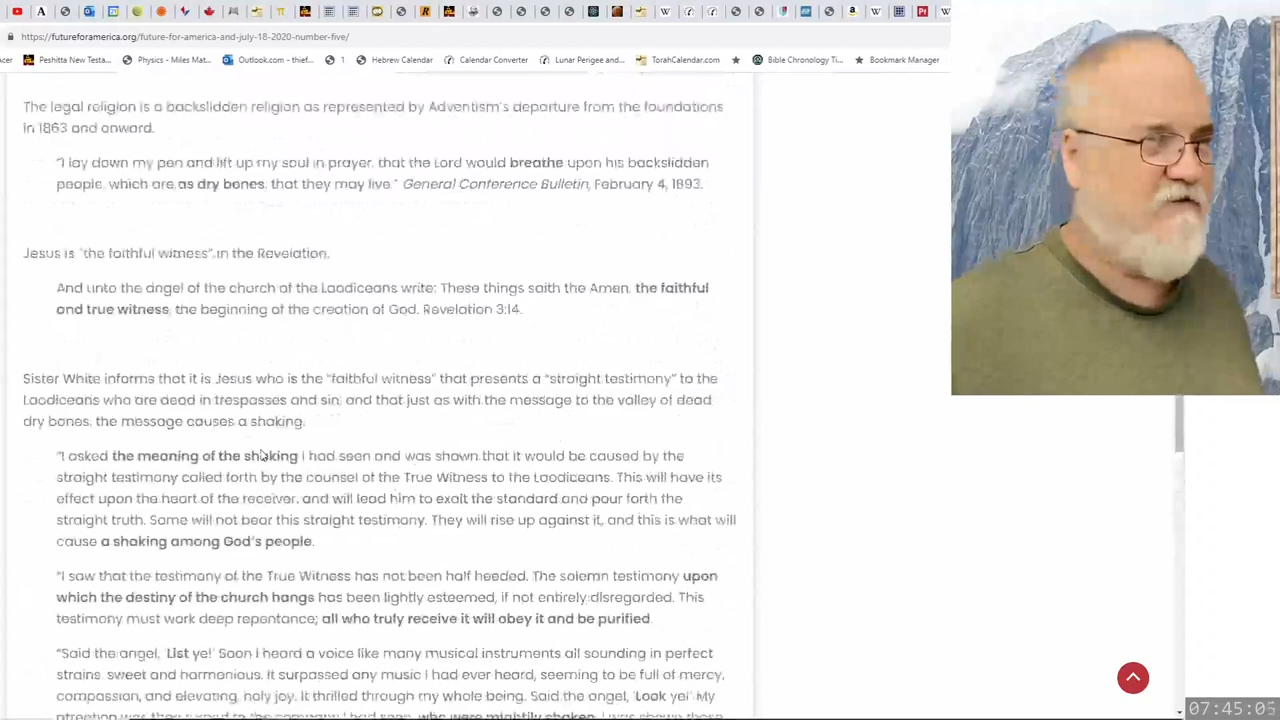 https://futureforamerica.org/future-for-america-and-july-18-2020-number-five/
Peshitta New Testa... Physics - Miles Mat... Outlook.com - thief... 1 Hebrew Calendar Calendar Converter Lunar Perigee and... TorahCalendar.com Bible Chronology Ti... Bookmark Manager
The legal religion is a backslidden religion as represented by Adventism's departure from the foundations
in 1863 and onward.
"I lay down my pen and lift up my soul in prayer, that the Lord would breathe upon his backslidden
people, which are as dry bones, that they may live." General Conference Bulletin, February 4, 1893.
Jesus is "the faithful witness" in the Revelation.
And unto the angel of the church of the Laodiceans write: These things saith the Amen, the faithful
and true witness, the beginning of the creation of God. Revelation 3:14.
Sister White informs that it is Jesus who is the "faithful witness" that presents a "straight testimony" to the
Laodiceans who are dead in trespasses and sin, and that just as with the message to the valley of dead
dry bones, the message causes a shaking.
"I asked the meaning of the shaking I had seen and was shown that it would be caused by the
straight testimony called forth by the counsel of the True Witness to the Laodiceans. This will have its
effect upon the heart of the receiver, and will lead him to exalt the standard and pour forth the
straight truth. Some will not bear this straight testimony. They will rise up against it, and this is what will
cause a shaking among God's people.
"I saw that the testimony of the True Witness has not been half heeded. The solemn testimony upon
which the destiny of the church hangs has been lightly esteemed, if not entirely disregarded. This
testimony must work deep repentance; all who truly receive it will obey it and be purified.
"Said the angel, 'List ye!' Soon I heard a voice like many musical instruments all sounding in perfect
strains, sweet and harmonious. It surpassed any music I had ever heard, seeming to be full of mercy,
compassion, and elevating, holy joy. It thrilled through my whole being. Said the angel, 'Look ye!' My
attention was then turned to the company I had seen, who were mightily shaken. I was shown those
07:45:05